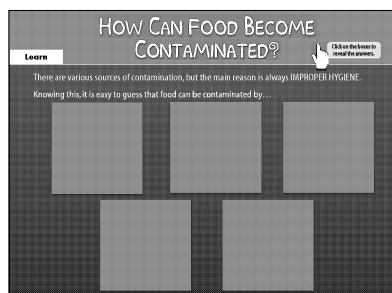 HOW CAN FOOD BECOME
CONTAMINATED?
Click on the boxes to
reveal the answers.
Learn
There are various sources of contamination, but the main reason is always IMPROPER HYGIENE.
Knowing this, it is easy to guess that food can be contaminated by…